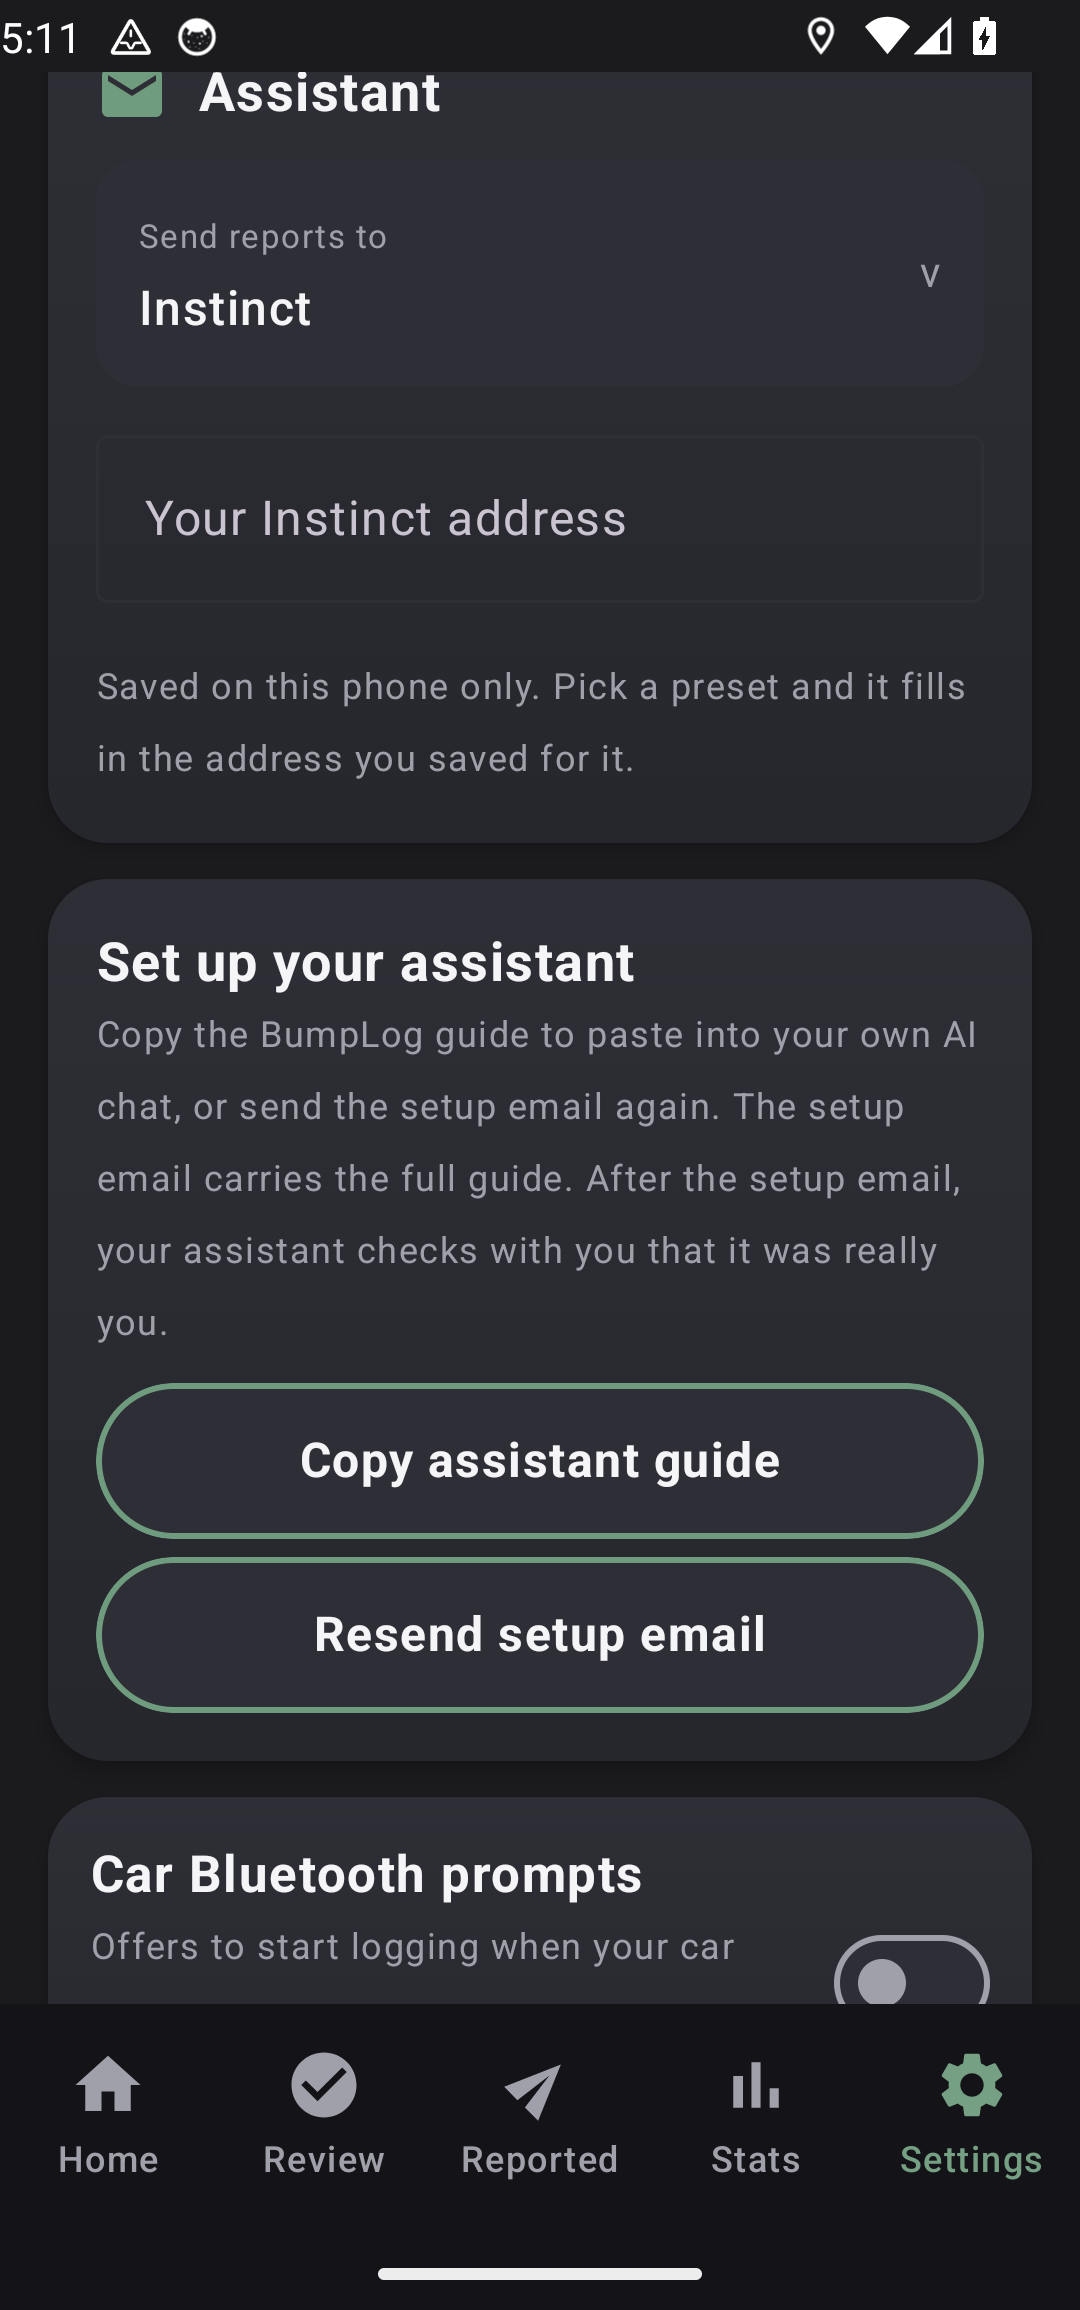 5:11
Assistant
Send reports to
Instinct
v
Your Instinct address
Saved on this phone only. Pick a preset and it fills
in the address you saved for it.
Set up your assistant
Copy the BumpLog guide to paste into your own AI
chat, or send the setup email again. The setup
email carries the full guide. After the setup email,
your assistant checks with you that it was really
you.
Copy assistant guide
Resend setup email
Car Bluetooth prompts
Offers to start logging when your car
Home
Review
Reported
Stats
Settings